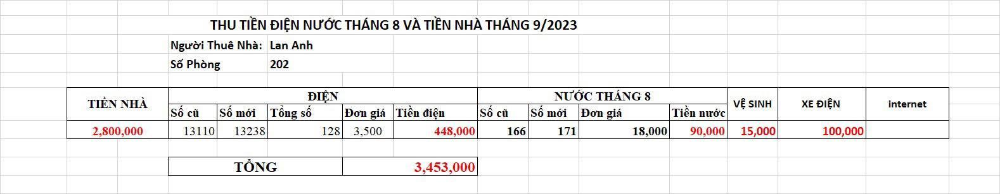 THU TIỀN ĐIỆN NƯỚC THÁNG 8 VÀ TIỀN NHÀ THÁNG 9/2023
Người Thuê Nhà: Lan Anh
Số Phòng 202
TIỀN NHÀ ĐIỆN NƯỚC THÁNG 8 VỆ SINH XE ĐIỆN internet
Số cũ Số mới Tổng số Đơn giá Tiền điện Số cũ Số mới Đơn giá Tiền nước
2,800,000 13110 13238 128 3,500 448,000 166 171 18,000 90,000 15,000 100,000
TỔNG 3,453,000